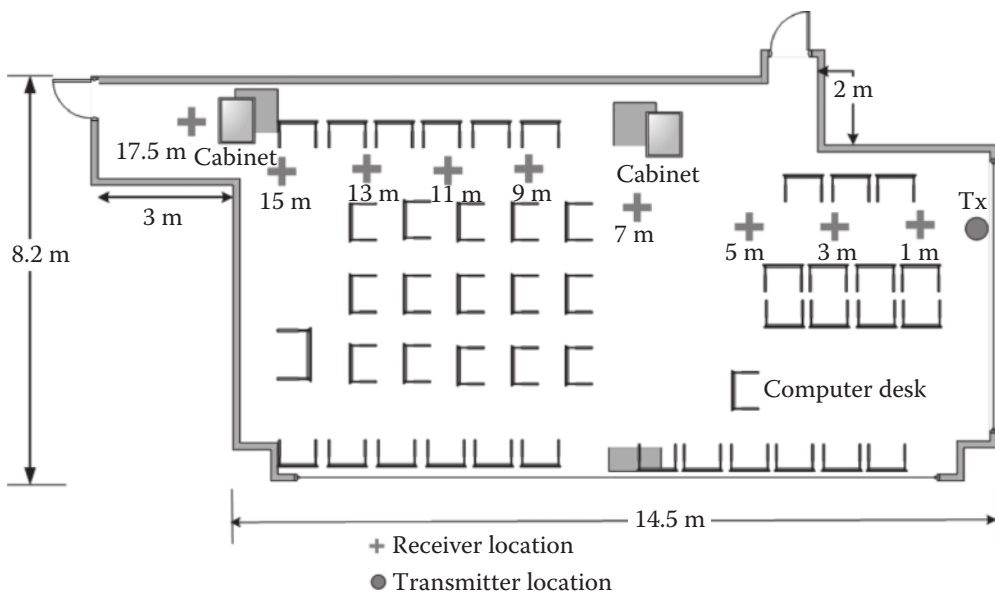 2 m
17.5 m
Cabinet
15 m
13 m
11 m
9 m
Cabinet
7 m
Tx
5 m
3 m
1 m
3 m
8.2 m
Computer desk
14.5 m
Receiver location
Transmitter location